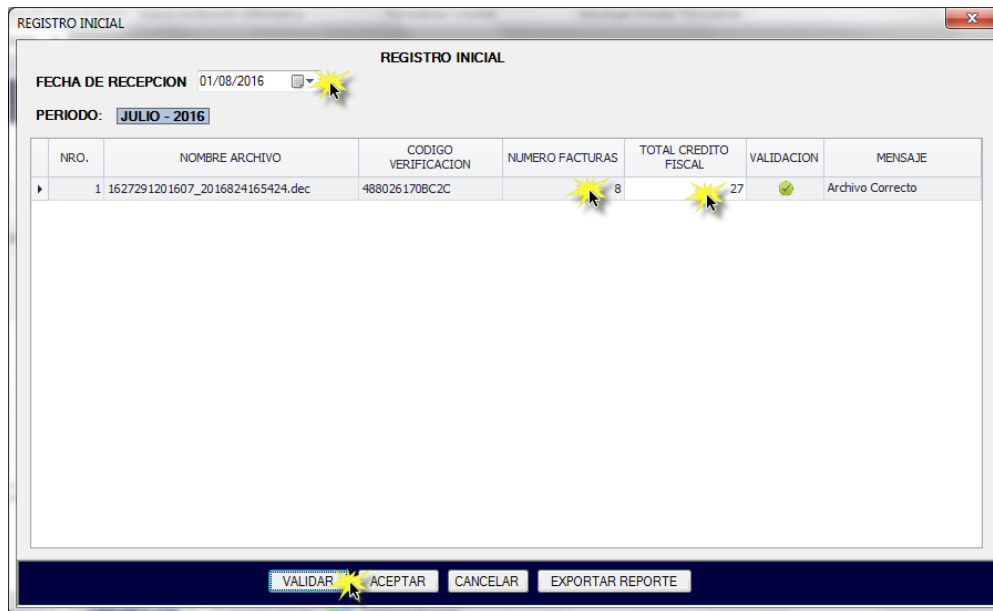 REGISTRO INICIAL
REGISTRO INICIAL
FECHA DE RECEPCION 01/08/2016
PERIODO: JULIO - 2016
NRO. NOMBRE ARCHIVO CODIGO VERIFICACION NUMERO FACTURAS TOTAL CREDITO FISCAL VALIDACION MENSAJE
1 1627291201607_2016824165424.dec 488026170BC2C 8 27 Archivo Correcto
VALIDAR ACEPTAR CANCELAR EXPORTAR REPORTE